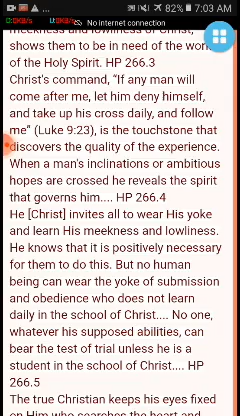 82% 7:03 AM
0:0KB/s 0:0KB/s No internet connection
meekness and lowliness of Christ,
shows them to be in need of the work
of the Holy Spirit. HP 266.3
Christ's command, “If any man will
come after me, let him deny himself,
and take up his cross daily, and follow
me” (Luke 9:23), is the touchstone that
discovers the quality of the experience.
When a man's inclinations or ambitious
hopes are crossed he reveals the spirit
that governs him.... HP 266.4
He [Christ] invites all to wear His yoke
and learn His meekness and lowliness.
He knows that it is positively necessary
for them to do this. But no human
being can wear the yoke of submission
and obedience who does not learn
daily in the school of Christ.... No one,
whatever his supposed abilities, can
bear the test of trial unless he is a
student in the school of Christ.... HP
266.5
The true Christian keeps his eyes fixed
on Him who searches the heart and